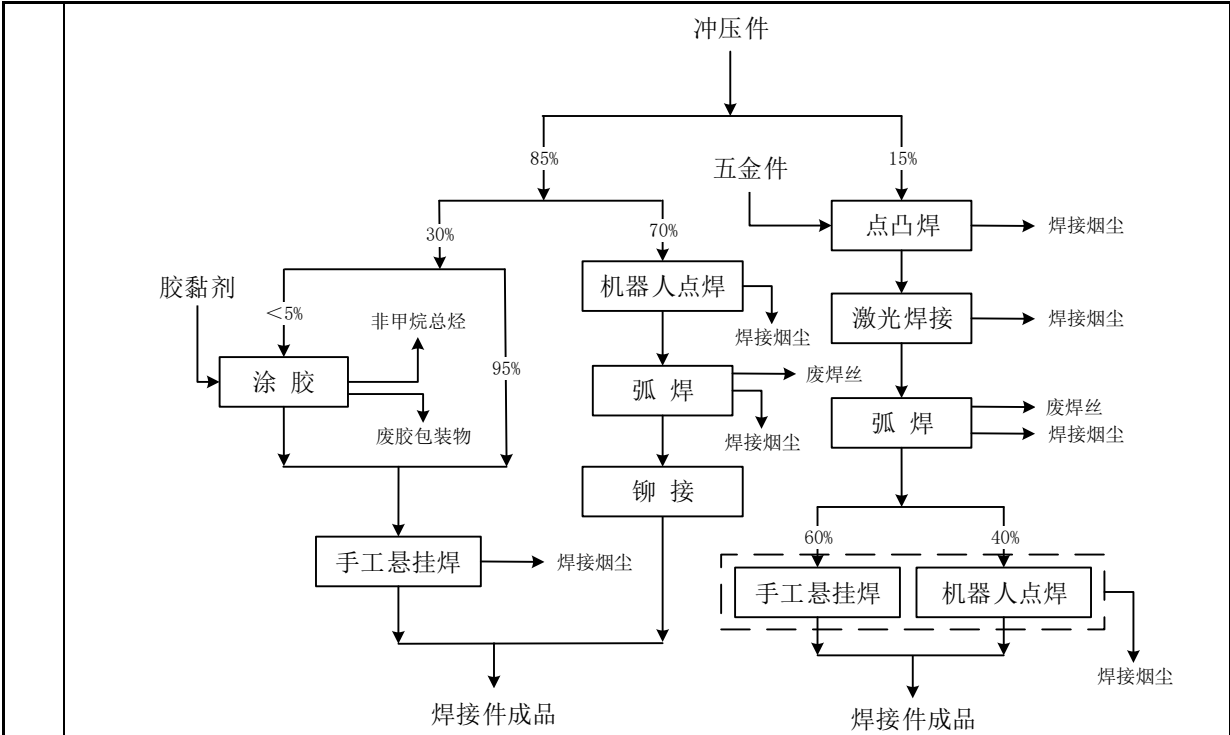 冲压件
85%
15%
五金件
点凸焊
焊接烟尘
30%
70%
胶黏剂
机器人点焊
焊接烟尘
<5%
非甲烷总烃
95%
激光焊接
焊接烟尘
涂 胶
废胶包装物
弧 焊
废焊丝
焊接烟尘
弧 焊
废焊丝
焊接烟尘
铆 接
手工悬挂焊
焊接烟尘
60%
40%
手工悬挂焊
机器人点焊
焊接烟尘
焊接件成品
焊接件成品